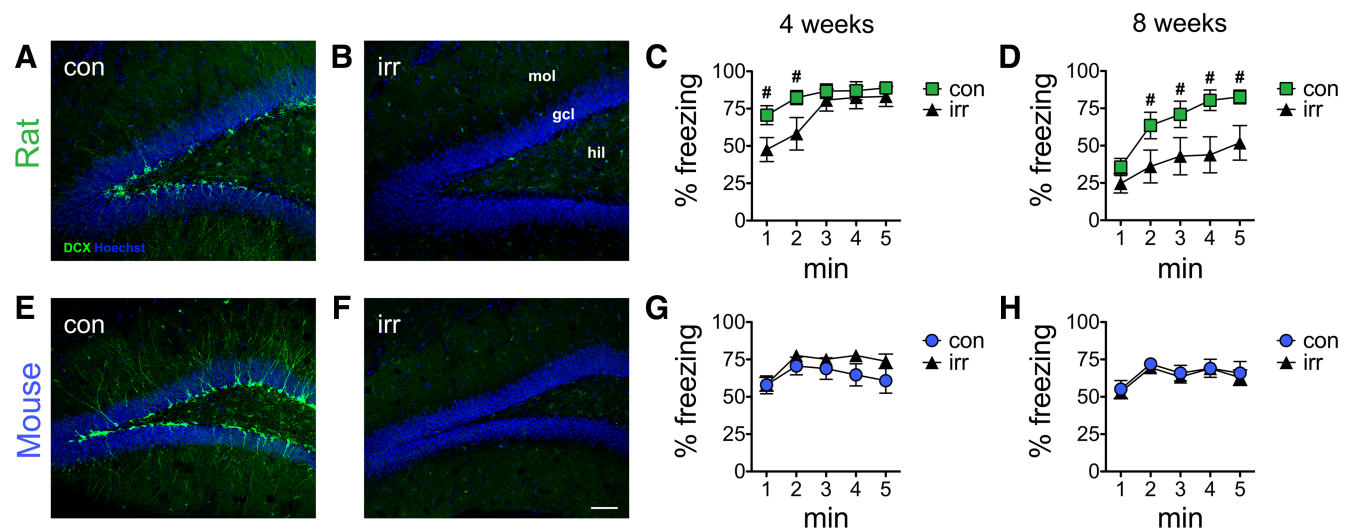 4 weeks
8 weeks
A
con
DCX Hoechst
B
irr
mol
gcl
hil
C
#
#
100
75
50
25
0
% freezing
1 2 3 4 5
min
con
irr
D
#
#
#
#
100
75
50
25
0
% freezing
1 2 3 4 5
min
con
irr
Rat
E
con
F
irr
G
100
75
50
25
0
% freezing
1 2 3 4 5
min
con
irr
H
100
75
50
25
0
% freezing
1 2 3 4 5
min
con
irr
Mouse